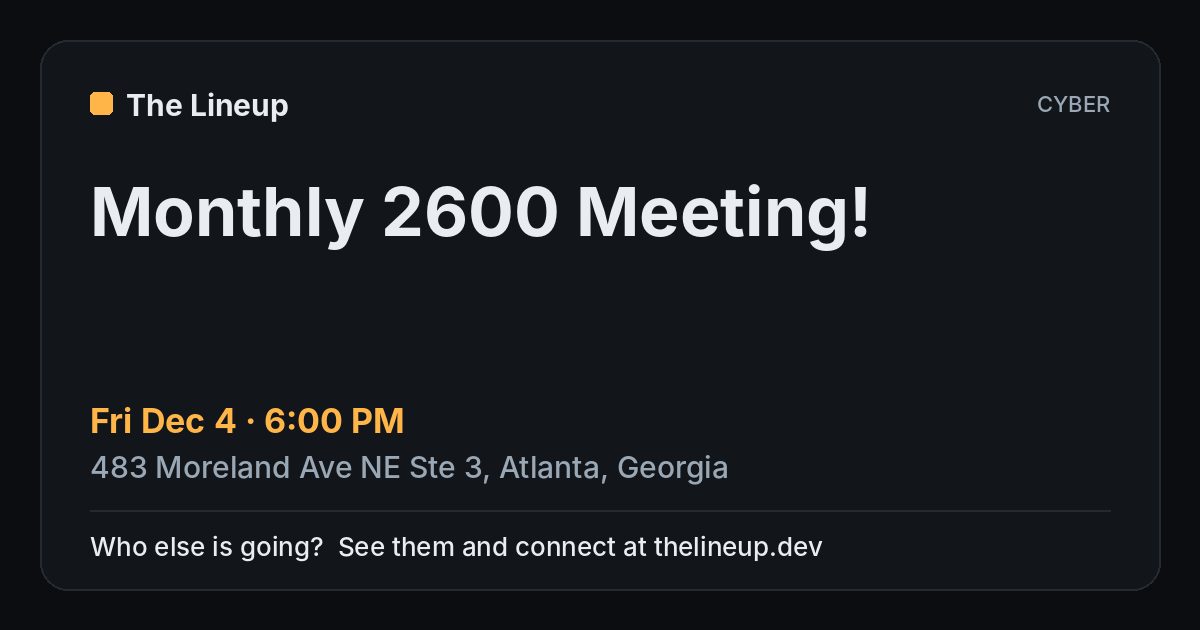 The Lineup
CYBER
Monthly 2600 Meeting!
Fri Dec 4 · 6:00 PM
483 Moreland Ave NE Ste 3, Atlanta, Georgia
Who else is going? See them and connect at thelineup.dev